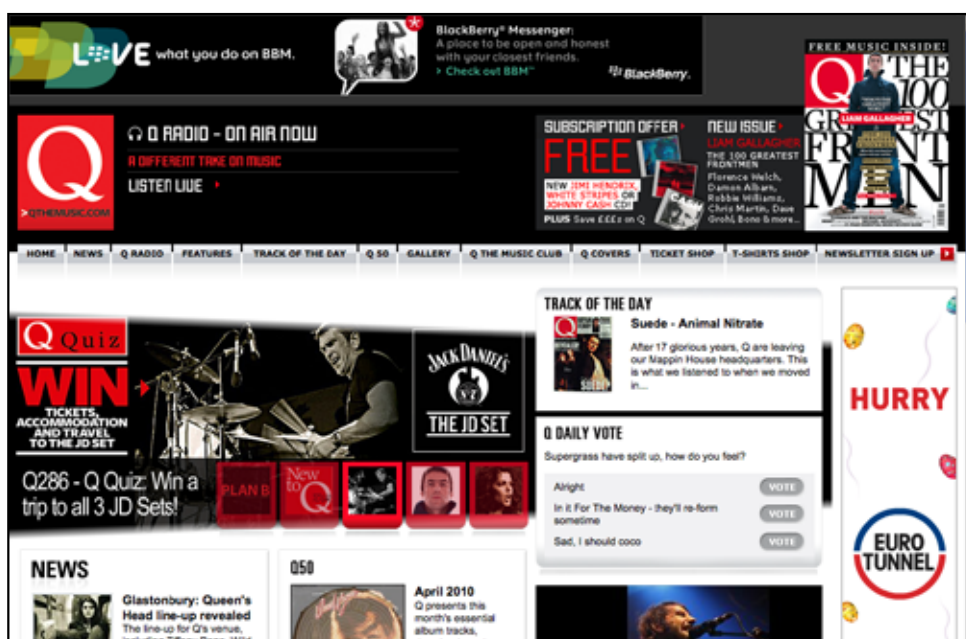 LOVE what you do on BBM.
BlackBerry® Messenger:
A place to be open and honest
with your closest friends.
> Check out BBM™
BlackBerry.
FREE MUSIC INSIDE!
Q THE
100
GREATEST
FRONT
MEN
LIAM GALLAGHER
Q
>QTHEMUSIC.COM
Q RADIO - ON AIR NOW
A DIFFERENT TAKE ON MUSIC
LISTEN LIVE
SUBSCRIPTION OFFER
FREE
NEW JIMI HENDRIX,
WHITE STRIPES OR
JOHNNY CASH CD!
PLUS Save £££s on Q
CASH
NEW ISSUE
LIAM GALLAGHER
THE 100 GREATEST
FRONTMEN
Florence Welch,
Damon Albarn,
Robbie Williams,
Chris Martin, Dave
Grohl, Bono & more...
HOME NEWS Q RADIO FEATURES TRACK OF THE DAY Q 50 GALLERY Q THE MUSIC CLUB Q COVERS TICKET SHOP T-SHIRTS SHOP NEWSLETTER SIGN UP
Q Quiz
WIN
TICKETS,
ACCOMMODATION
AND TRAVEL
TO THE JD SET
JACK DANIEL'S
THE JD SET
Q286 - Q Quiz: Win a
trip to all 3 JD Sets!
PLAN B
New
to Q
TRACK OF THE DAY
Q
SUEDE
Suede - Animal Nitrate
After 17 glorious years, Q are leaving
our Mappin House headquarters. This
is what we listened to when we moved
in...
Q DAILY VOTE
Supergrass have split up, how do you feel?
Alright VOTE
In it For The Money - they'll re-form
sometime VOTE
Sad, I should coco VOTE
HURRY
EURO
TUNNEL
NEWS
Glastonbury: Queen's
Head line-up revealed
The line-up for Q's venue,
Q50
April 2010
Q presents this
month's essential
album tracks,